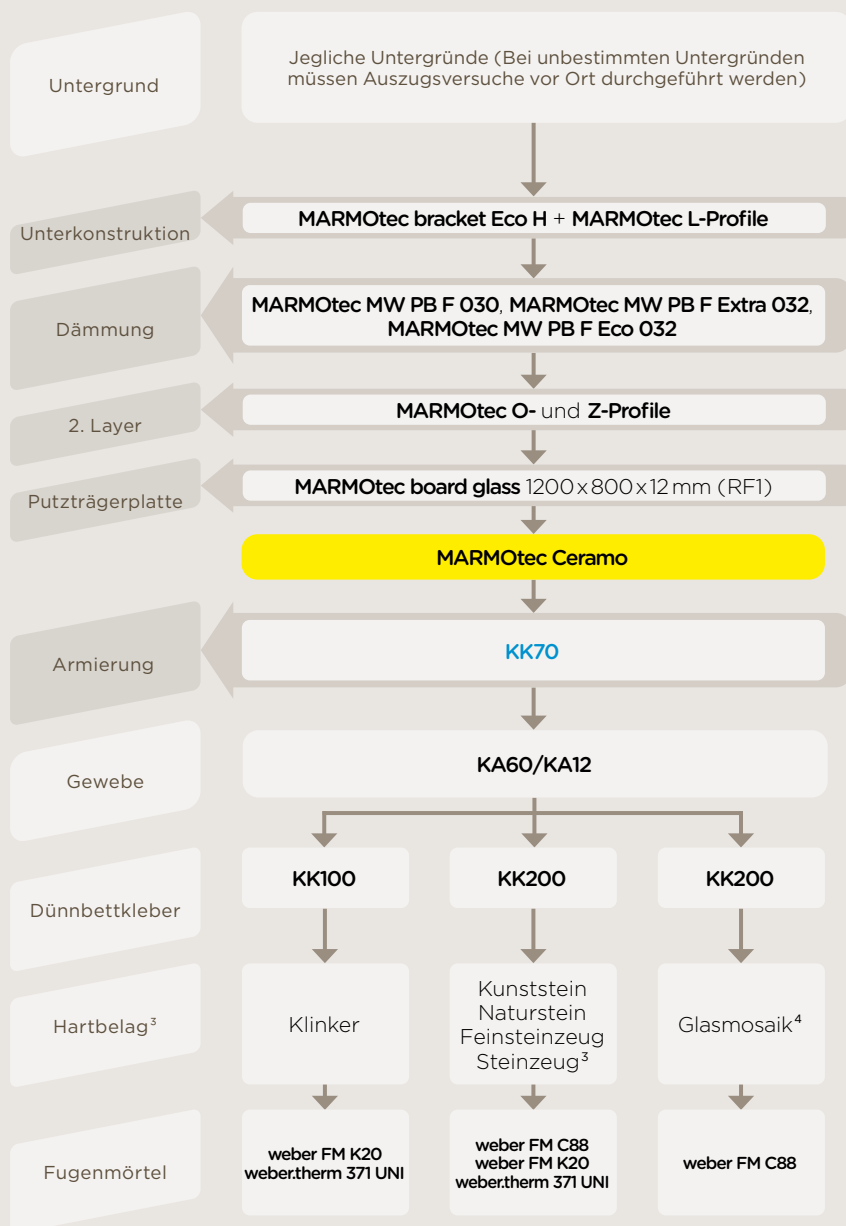 Untergrund
Jegliche Untergründe (Bei unbestimmten Untergründen
müssen Auszugsversuche vor Ort durchgeführt werden)
Unterkonstruktion
MARMOtec bracket Eco H + MARMOtec L-Profile
Dämmung
MARMOtec MW PB F 030, MARMOtec MW PB F Extra 032,
MARMOtec MW PB F Eco 032
2. Layer
MARMOtec O- und Z-Profile
Putzträgerplatte
MARMOtec board glass 1200 x 800 x 12 mm (RF1)
MARMOtec Ceramo
Armierung
KK70
Gewebe
KA60/KA12
Dünnbettkleber
KK100
KK200
KK200
Hartbelag³
Klinker
Kunststein
Naturstein
Feinsteinzeug
Steinzeug³
Glasmosaik⁴
Fugenmörtel
weber FM K20
weber.therm 371 UNI
weber FM C88
weber FM K20
weber.therm 371 UNI
weber FM C88